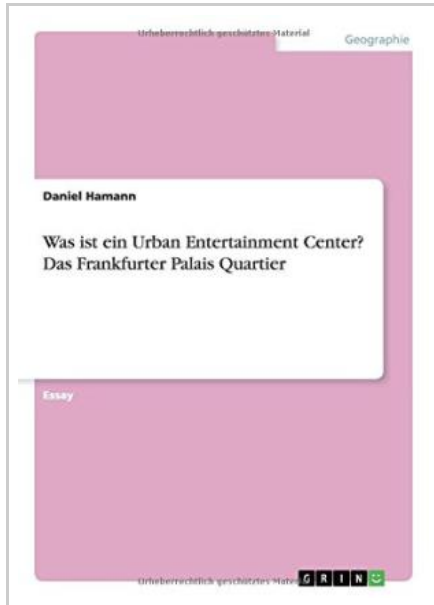 Urheberrechtlich geschütztes Material
Geographie
Daniel Hamann
Was ist ein Urban Entertainment Center?
Das Frankfurter Palais Quartier
Essay
Urheberrechtlich geschütztes Mater
GRIN